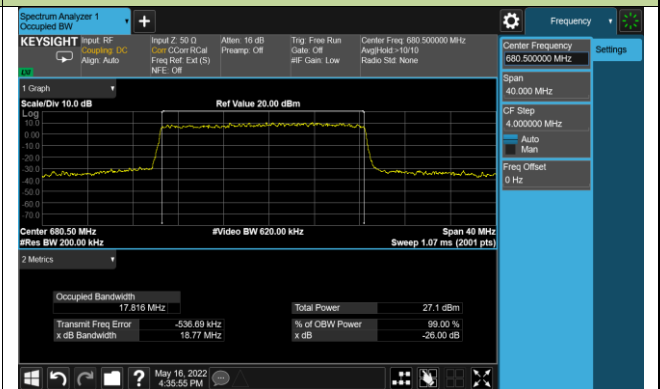 Spectrum Analyzer 1
Occupied BW
Frequency
KEYSIGHT
Input: RF
Coupling: DC
Align: Auto
Input Z: 50 Ω
Corr CCorr RCal
Freq Ref: Ext (S)
NFE: Off
Atten: 16 dB
Preamp: Off
Trig: Free Run
Gate: Off
#IF Gain: Low
Center Freq: 680.500000 MHz
Avg|Hold:>10/10
Radio Std: None
Center Frequency
680.500000 MHz
Settings
Span
40.000 MHz
CF Step
4.000000 MHz
Auto
Man
Freq Offset
0 Hz
1 Graph
Scale/Div 10.0 dB
Ref Value 20.00 dBm
Log
10.0
0.00
-10.0
-20.0
-30.0
-40.0
-50.0
-60.0
-70.0
Center 680.50 MHz
#Video BW 620.00 kHz
Span 40 MHz
#Res BW 200.00 kHz
Sweep 1.07 ms (2001 pts)
2 Metrics
Occupied Bandwidth
17.816 MHz
Total Power
27.1 dBm
Transmit Freq Error
-536.69 kHz
% of OBW Power
99.00 %
x dB Bandwidth
18.77 MHz
x dB
-26.00 dB
May 16, 2022
4:35:55 PM